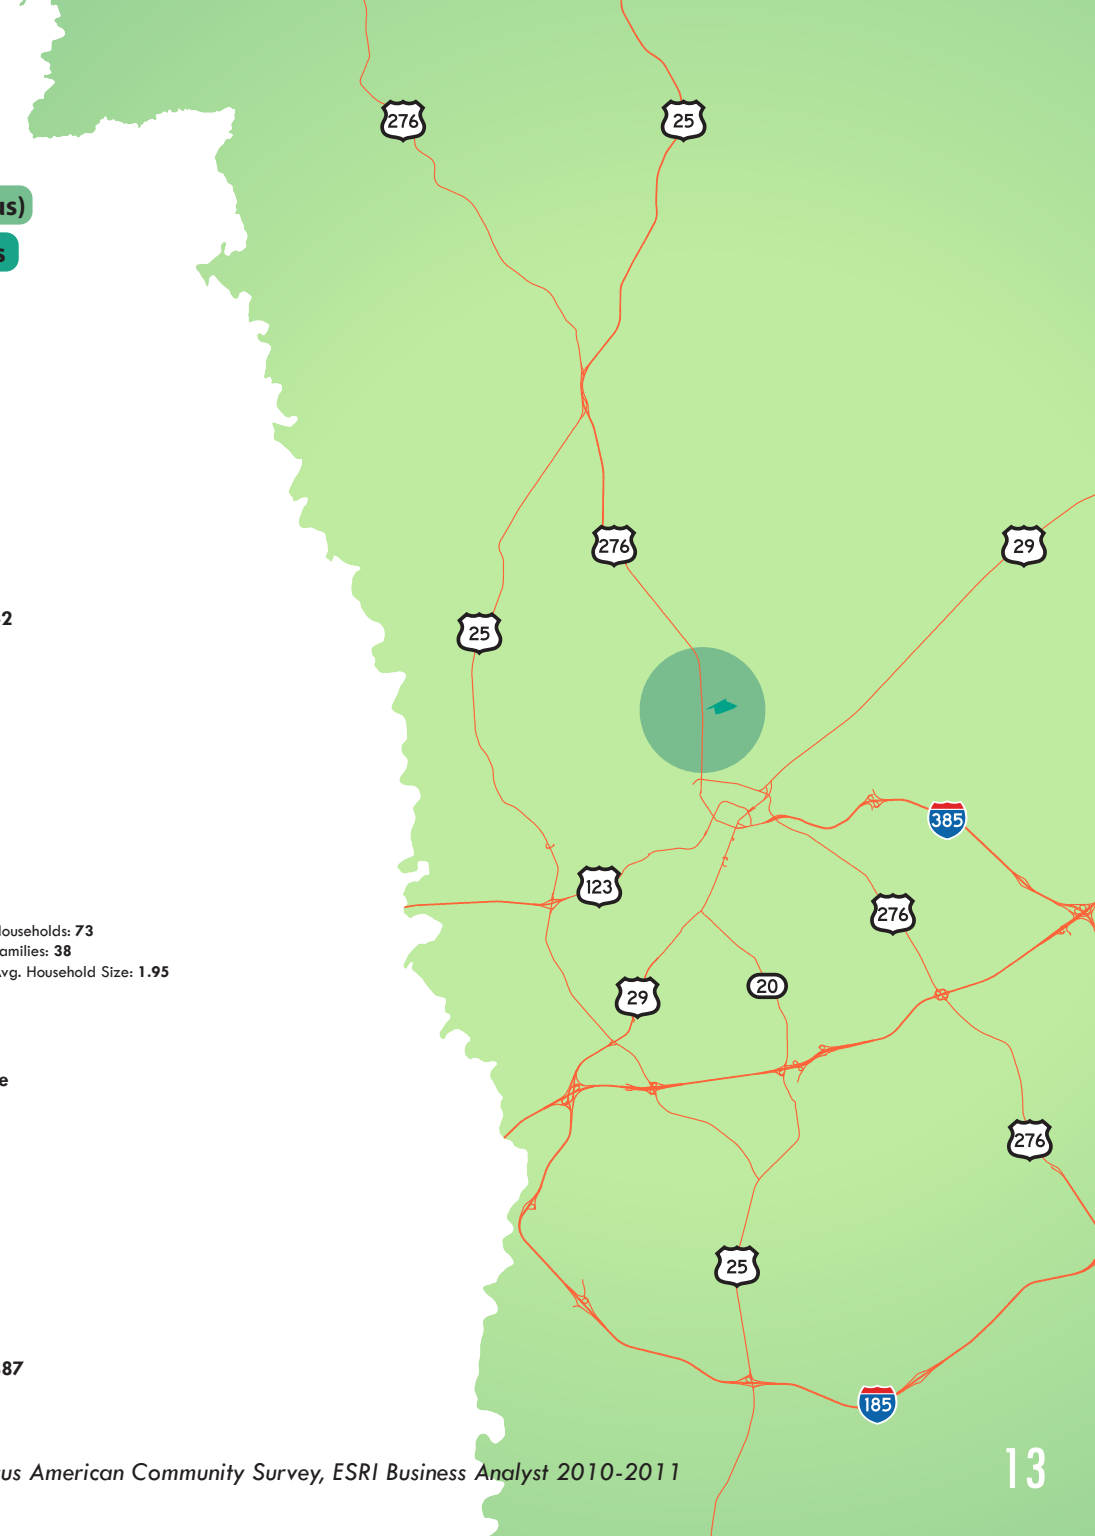 276
25
us)
s
276
29
2
25
385
123
276
ouseholds: 73
amilies: 38
vg. Household Size: 1.95
29
20
e
276
25
87
185
us American Community Survey, ESRI Business Analyst 2010-2011
13